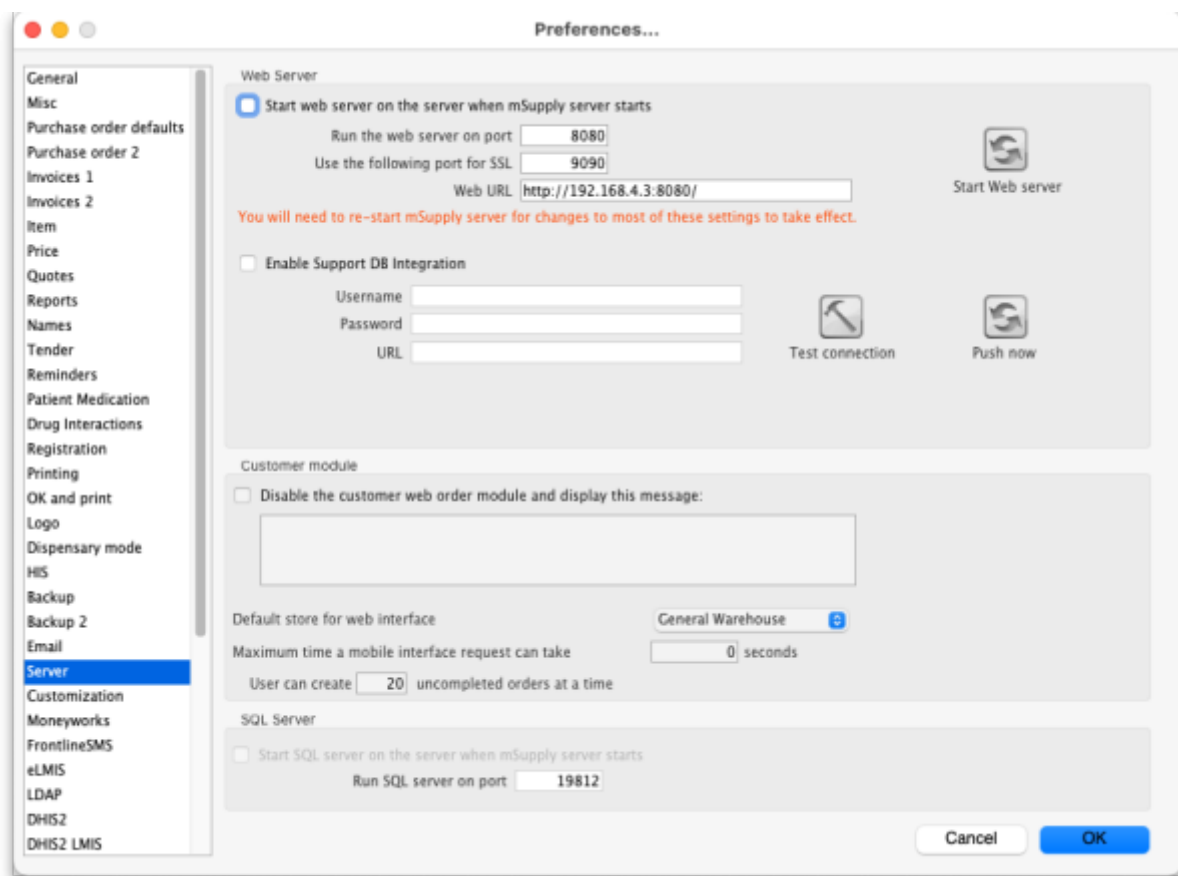 Preferences...
General
Misc
Purchase order defaults
Purchase order 2
Invoices 1
Invoices 2
Item
Price
Quotes
Reports
Names
Tender
Reminders
Patient Medication
Drug Interactions
Registration
Printing
OK and print
Logo
Dispensary mode
HIS
Backup
Backup 2
Email
Server
Customization
Moneyworks
FrontlineSMS
eLMIS
LDAP
DHIS2
DHIS2 LMIS
Web Server
Start web server on the server when mSupply server starts
Run the web server on port 8080
Use the following port for SSL 9090
Web URL http://192.168.4.3:8080/
Start Web server
You will need to re-start mSupply server for changes to most of these settings to take effect.
Enable Support DB Integration
Username
Password
URL
Test connection
Push now
Customer module
Disable the customer web order module and display this message:
Default store for web interface General Warehouse
Maximum time a mobile interface request can take 0 seconds
User can create 20 uncompleted orders at a time
SQL Server
Start SQL server on the server when mSupply server starts
Run SQL server on port 19812
Cancel OK